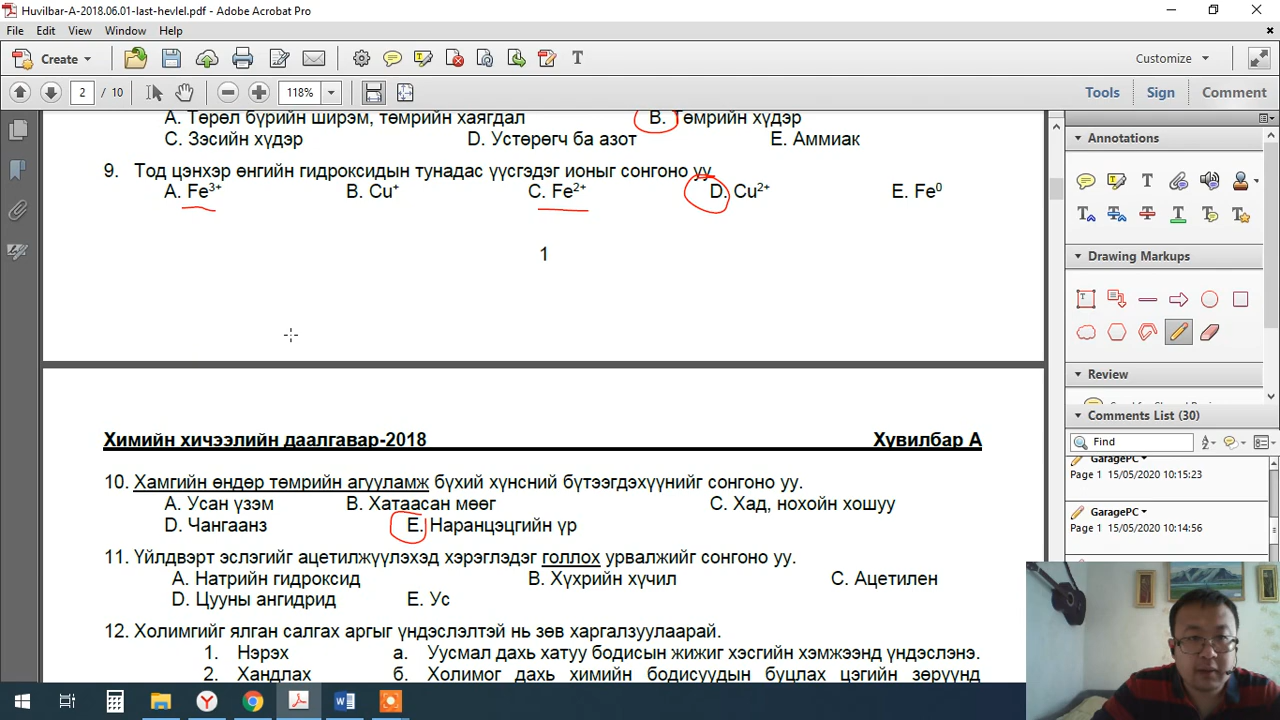 Huvilbar-A-2018.06.01-last-hevlel.pdf - Adobe Acrobat Pro
File Edit View Window Help
Create
Customize
2 / 10
118%
Tools Sign Comment
А. Төрөл бүрийн ширэм, төмрийн хаягдал В. Төмрийн хүдэр
С. Зэсийн хүдэр D. Устөрөгч ба азот Е. Аммиак
9. Тод цэнхэр өнгийн гидроксидын тунадас үүсгэдэг ионыг сонгоно уу.
A. Fe3+ B. Cu+ C. Fe2+ D. Cu2+ E. Fe0
1
Химийн хичээлийн даалгавар-2018 Хувилбар А
10. Хамгийн өндөр төмрийн агууламж бүхий хүнсний бүтээгдэхүүнийг сонгоно уу.
А. Усан үзэм В. Хатаасан мөөг С. Хад, нохойн хошуу
D. Чангаанз Е. Наранцэцгийн үр
11. Үйлдвэрт эслэгийг ацетилжүүлэхэд хэрэглэдэг голлох урвалжийг сонгоно уу.
А. Натрийн гидроксид В. Хүхрийн хүчил С. Ацетилен
D. Цууны ангидрид Е. Ус
12. Холимгийг ялган салгах аргыг үндэслэлтэй нь зөв харгалзуулаарай.
1. Нэрэх а. Уусмал дахь хатуу бодисын жижиг хэсгийн хэмжээнд үндэслэнэ.
2. Хандлах б. Холимог дахь химийн бодисуудын буцлах цэгийн зөрүүнд
Annotations
Drawing Markups
Review
Comments List (30)
Find
GaragePC
Page 1 15/05/2020 10:15:23
GaragePC
Page 1 15/05/2020 10:14:56